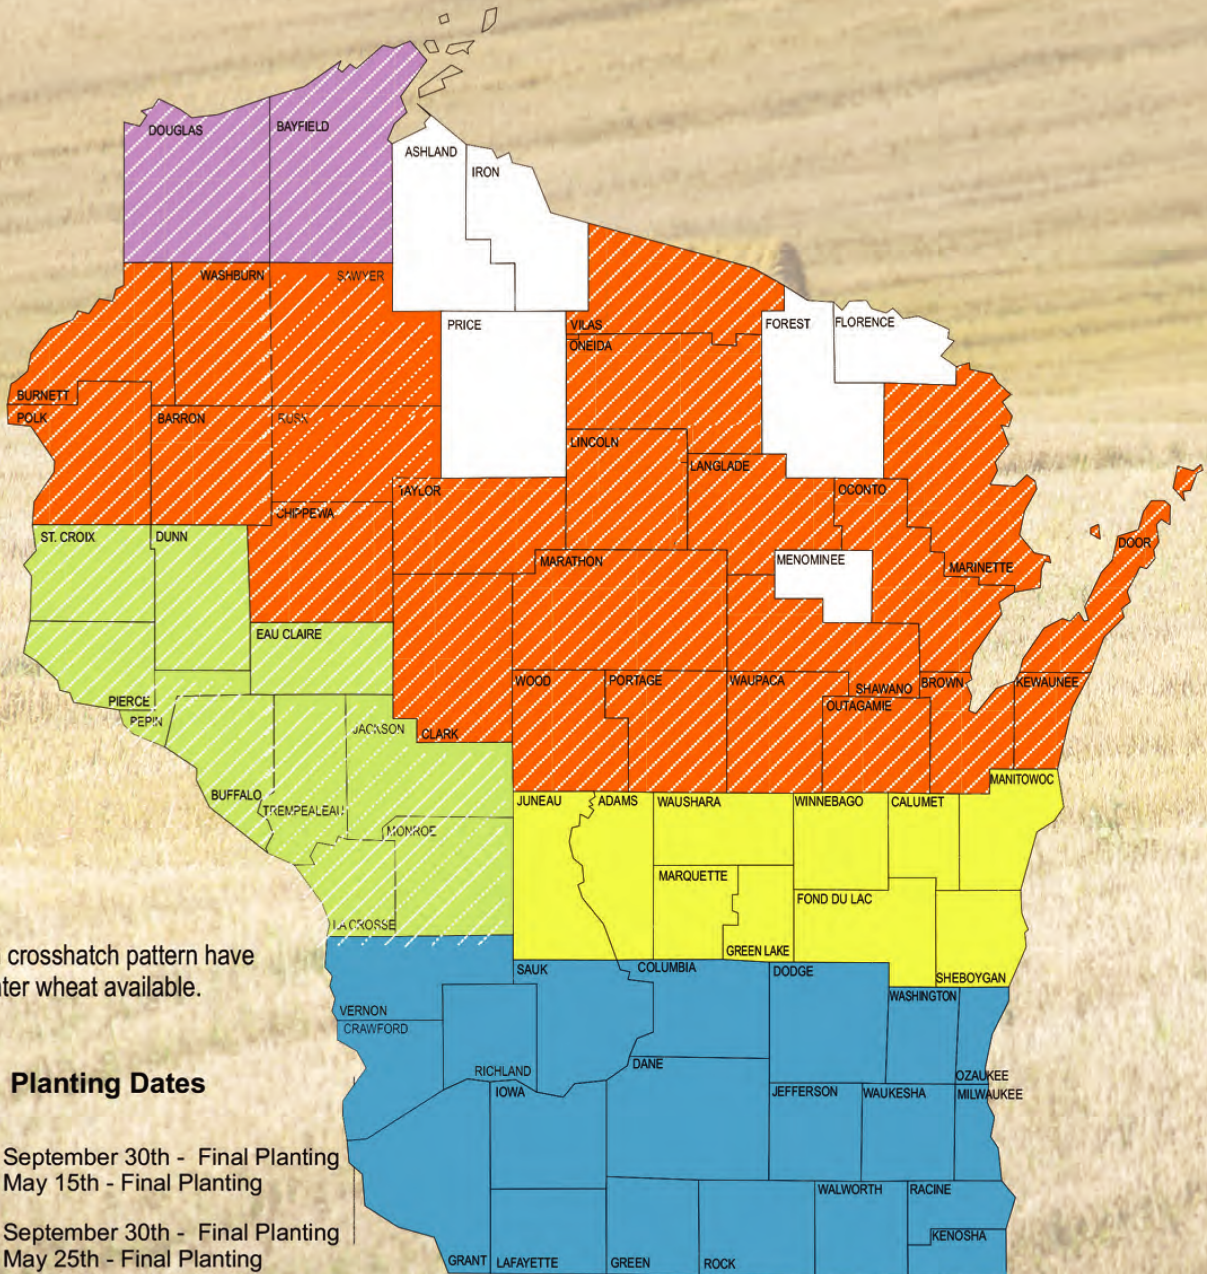 DOUGLAS
BAYFIELD
ASHLAND
IRON
WASHBURN
SAWYER
PRICE
VILAS
ONEIDA
FOREST
FLORENCE
BURNETT
POLK
BARRON
RUSK
LINCOLN
LANGLADE
TAYLOR
OCONTO
CHIPPEWA
ST. CROIX
DUNN
MARATHON
MENOMINEE
MARINETTE
DOOR
EAU CLAIRE
PIERCE
PEPIN
WOOD
PORTAGE
WAUPACA
SHAWANO
BROWN
KEWAUNEE
OUTAGAMIE
JACKSON
CLARK
BUFFALO
TREMPEALEAU
MONROE
LA CROSSE
JUNEAU
ADAMS
WAUSHARA
WINNEBAGO
CALUMET
MANITOWOC
MARQUETTE
FOND DU LAC
GREEN LAKE
SHEBOYGAN
crosshatch pattern have
wheat available.
SAUK
COLUMBIA
DODGE
WASHINGTON
VERNON
CRAWFORD
RICHLAND
DANE
OZAUKEE
IOWA
JEFFERSON
WAUKESHA
MILWAUKEE
Planting Dates
September 30th - Final Planting
May 15th - Final Planting
September 30th - Final Planting
May 25th - Final Planting
WALWORTH
RACINE
KENOSHA
GRANT
LAFAYETTE
GREEN
ROCK